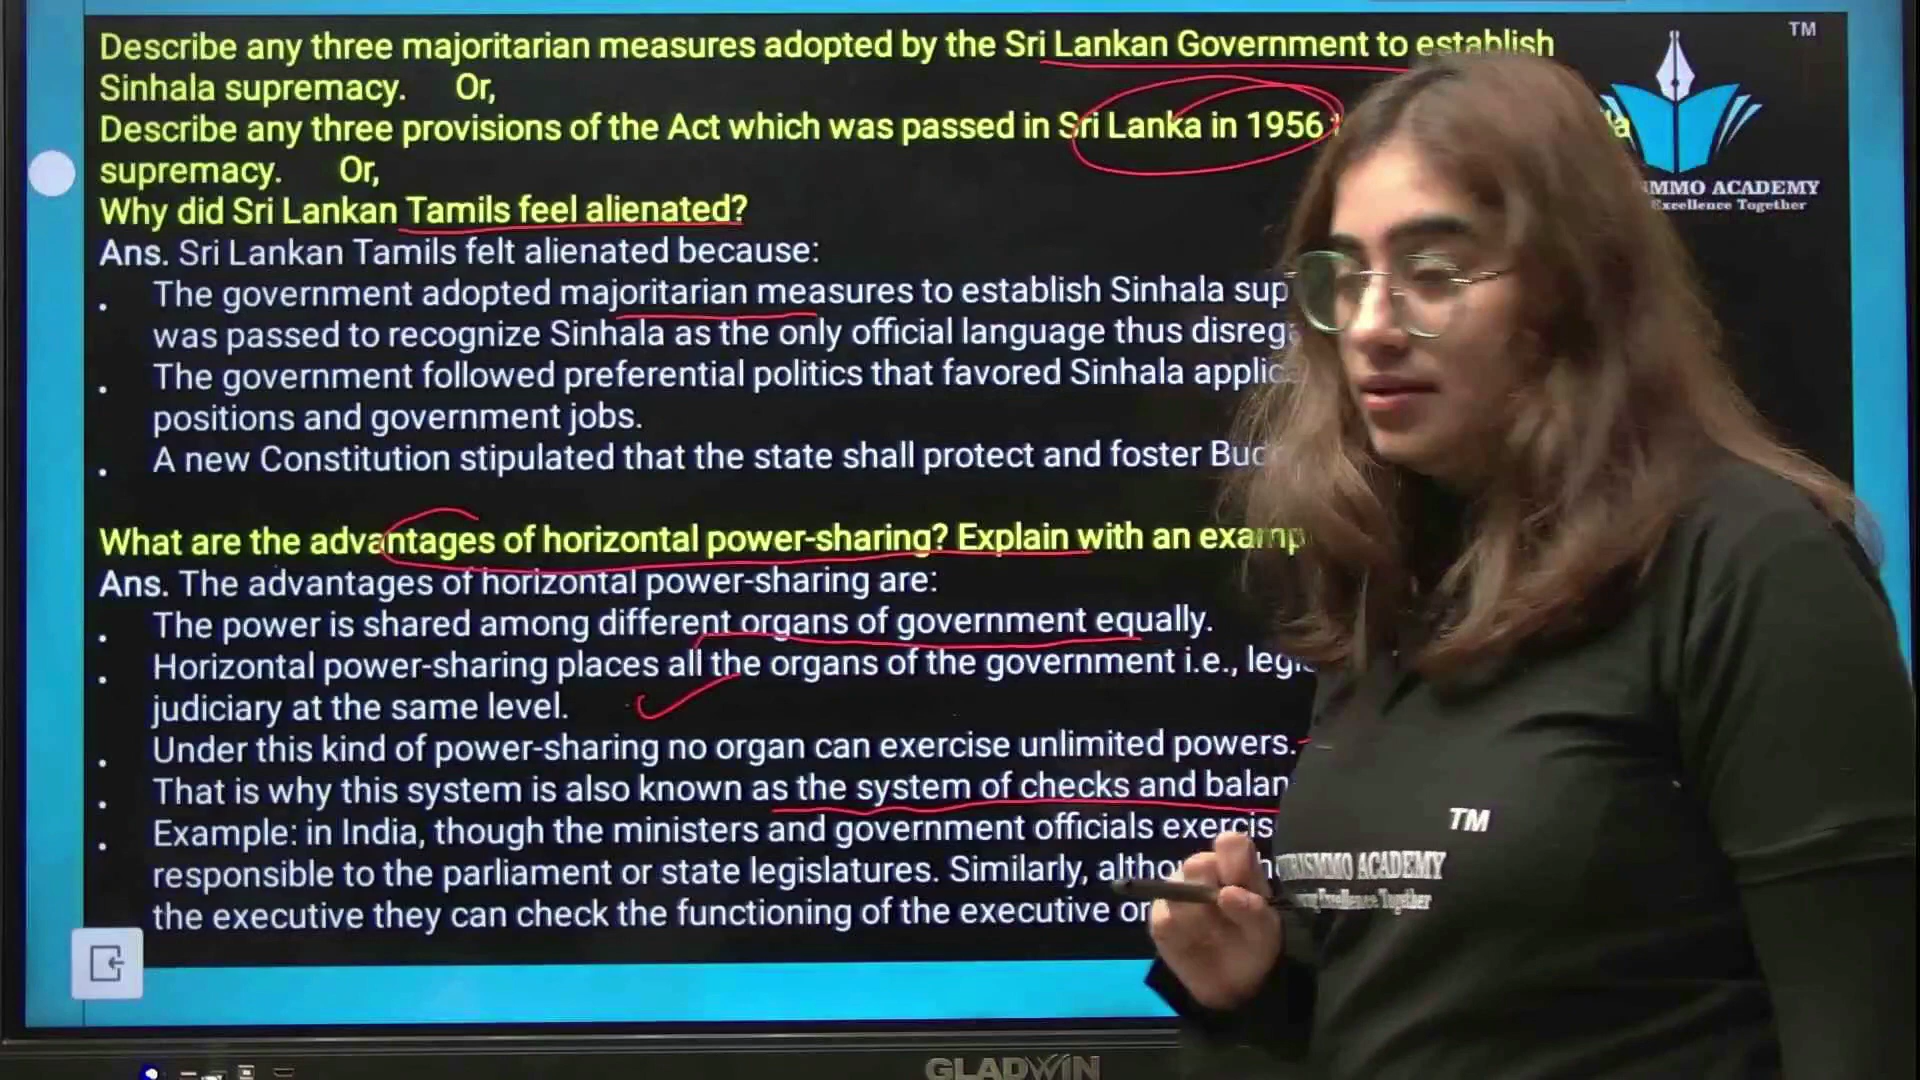 Describe any three majoritarian measures adopted by the Sri Lankan Government to establish
Sinhala supremacy. Or,
Describe any three provisions of the Act which was passed in Sri Lanka in 1956
supremacy. Or,
Why did Sri Lankan Tamils feel alienated?
Ans. Sri Lankan Tamils felt alienated because:
. The government adopted majoritarian measures to establish Sinhala sup
was passed to recognize Sinhala as the only official language thus disreg
. The government followed preferential politics that favored Sinhala applic
positions and government jobs.
. A new Constitution stipulated that the state shall protect and foster Bud
What are the advantages of horizontal power-sharing? Explain with an examp
Ans. The advantages of horizontal power-sharing are:
. The power is shared among different organs of government equally.
. Horizontal power-sharing places all the organs of the government i.e., legis
judiciary at the same level.
. Under this kind of power-sharing no organ can exercise unlimited powers.
. That is why this system is also known as the system of checks and balan
. Example: in India, though the ministers and government officials exercis
responsible to the parliament or state legislatures. Similarly, althou
the executive they can check the functioning of the executive or
TM
MMO ACADEMY
Excellence Together
TM
RISMMO ACADEMY
Excellence Together
GLADWIN